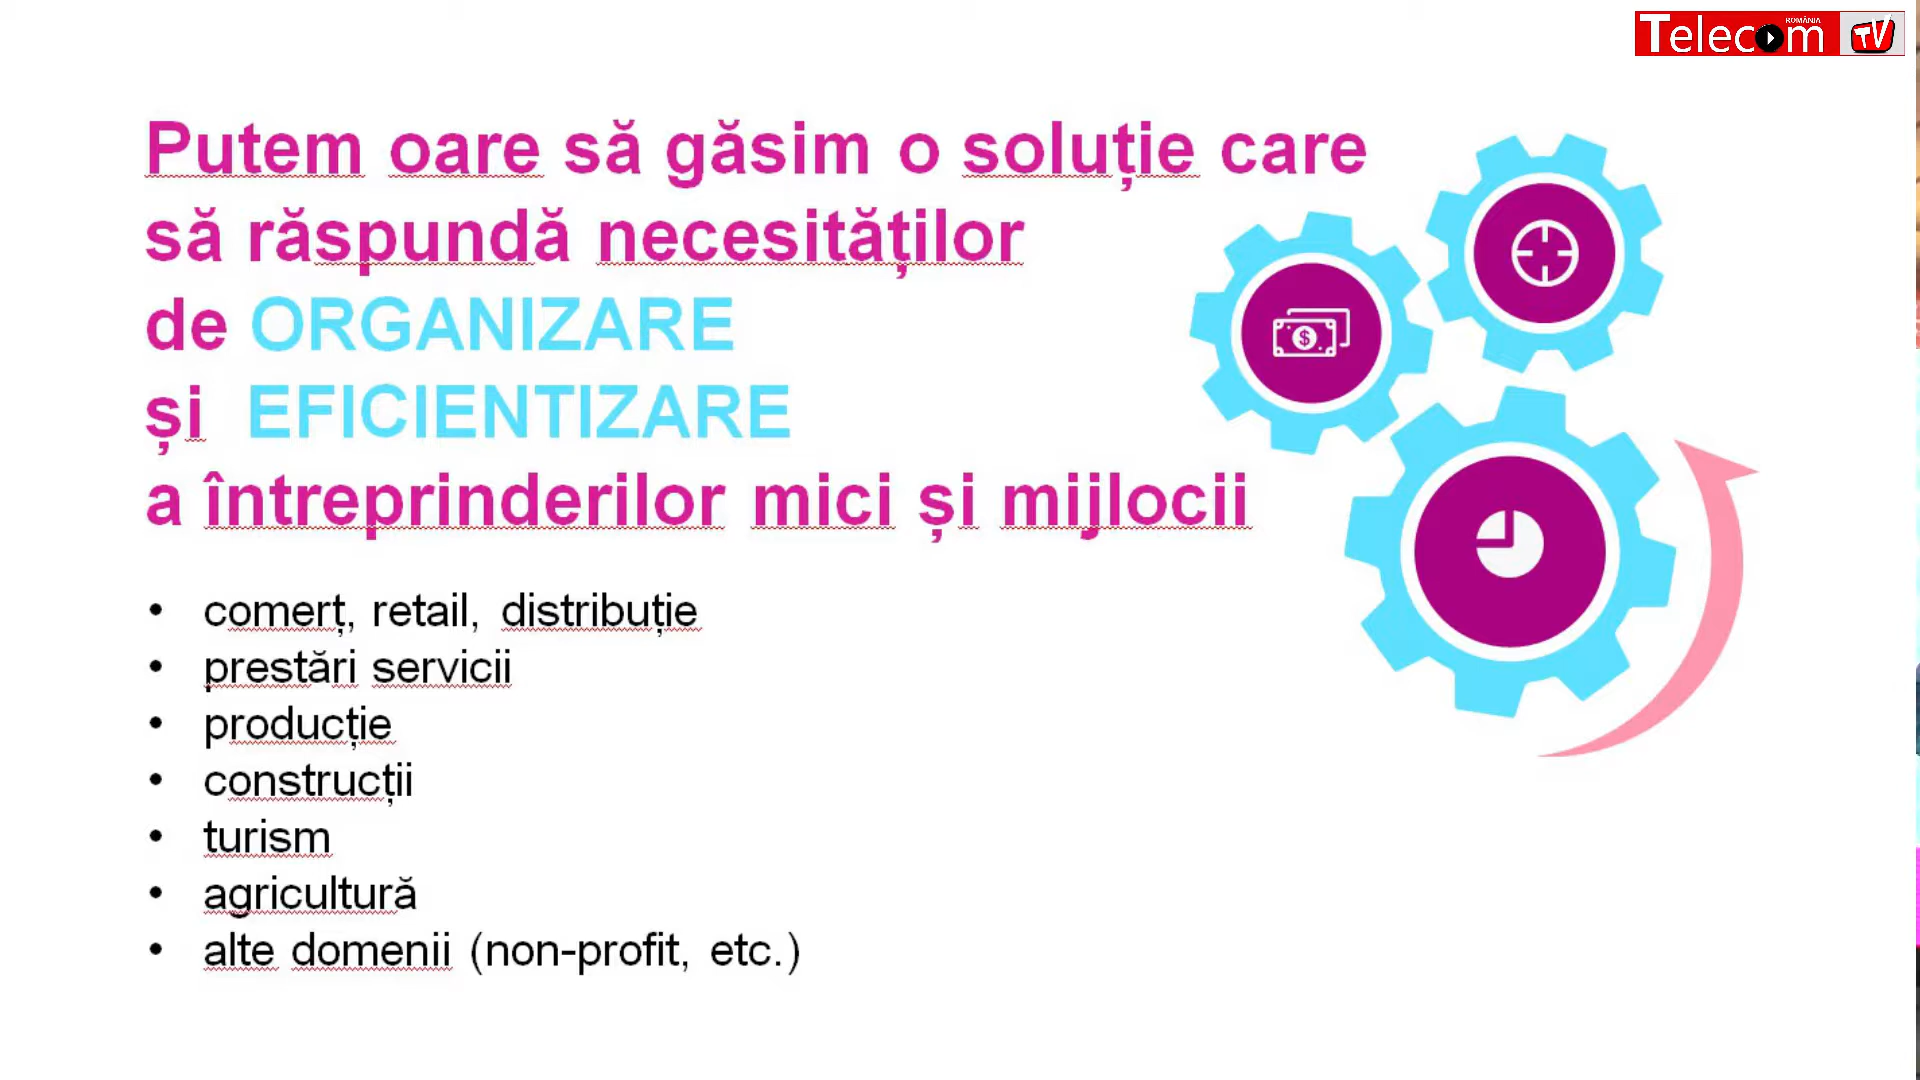 Telecom ROMÂNIA TV
Putem oare să găsim o soluție care
să răspundă necesităților
de ORGANIZARE
și EFICIENTIZARE
a întreprinderilor mici și mijlocii
• comerț, retail, distribuție
• prestări servicii
• producție
• construcții
• turism
• agricultură
• alte domenii (non-profit, etc.)
$